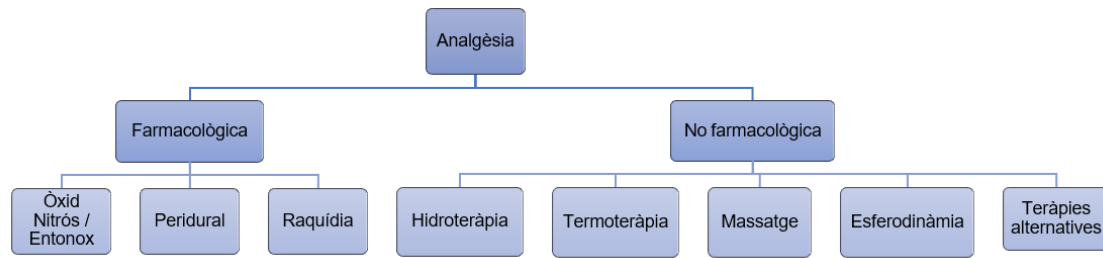 Analgèsia
Farmacològica
No farmacològica
Òxid
Nitrós /
Entonox
Peridural
Raquídia
Hidroteràpia
Termoteràpia
Massatge
Esferodinàmia
Teràpies
alternatives